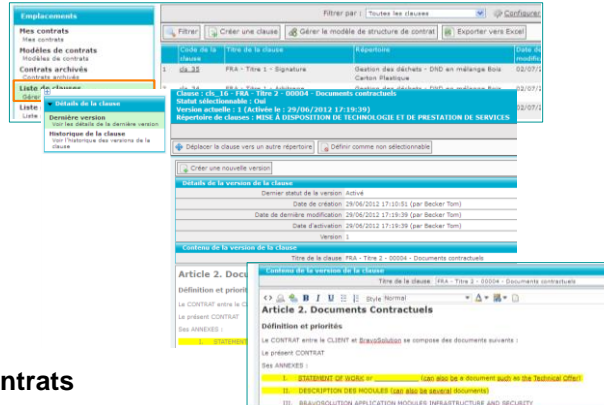 Emplacements
Mes contrats
Mes contrats
Modèles de contrats
Modèles de contrats
Contrats archivés
Contrats archivés
Liste de clauses
Gérer
Liste
Liste
Filtrer par : Toutes les clauses
Configurer
Filtrer
Créer une clause
Gérer le modèle de structure de contrat
Exporter vers Excel
Code de la clause
Titre de la clause
Répertoire
Date de
1 cls_35 FRA - Titre 1 - Signature Gestion des déchets - DND en mélange Bois Carton Plastique 02/07/
cls_34 FRA - Titre 1 - Arbitrage Gestion des déchets - DND en mélange Bois
02/07/
Détails de la clause
Dernière version
Voir les détails de la dernière version
Historique de la clause
Voir l'historique des versions de la clause
Clause : cls_16 - FRA - Titre 2 - 00004 - Documents contractuels
Statut sélectionnable : Oui
Version actuelle : 1 (Activée le : 29/06/2012 17:19:39)
Répertoire de clauses : MISE À DISPOSITION DE TECHNOLOGIE ET DE PRESTATION DE SERVICES
Déplacer la clause vers un autre répertoire
Définir comme non sélectionnable
Créer une nouvelle version
Détails de la version de la clause
Dernier statut de la version Activé
Date de création 29/06/2012 17:10:51 (par Becker Tom)
Date de dernière modification 29/06/2012 17:19:39 (par Becker Tom)
Date d'activation 29/06/2012 17:19:39 (par Becker Tom)
Version 1
Contenu de la version de la clause
Titre de la clause FRA - Titre 2 - 00004 - Documents contractuels
Article 2. Docu
Définition et priorit
Le CONTRAT entre le C
Le présent CONTRAT
Ses ANNEXES :
I. STATEMENT
Contenu de la version de la clause
Titre de la clause FRA - Titre 2 - 00004 - Documents contractuels
B I U Style Normal
Article 2. Documents Contractuels
Définition et priorités
Le CONTRAT entre le CLIENT et BravoSolution se compose des documents suivants :
Le présent CONTRAT
Ses ANNEXES :
I. STATEMENT OF WORK or ____________ (can also be a document such as the Technical Offer)
II. DESCRIPTION DES MODULES (can also be several documents)
III. BRAVOSOLUTION APPLICATION MODULES INFRASTRUCTURE AND SECURITY
ntrats